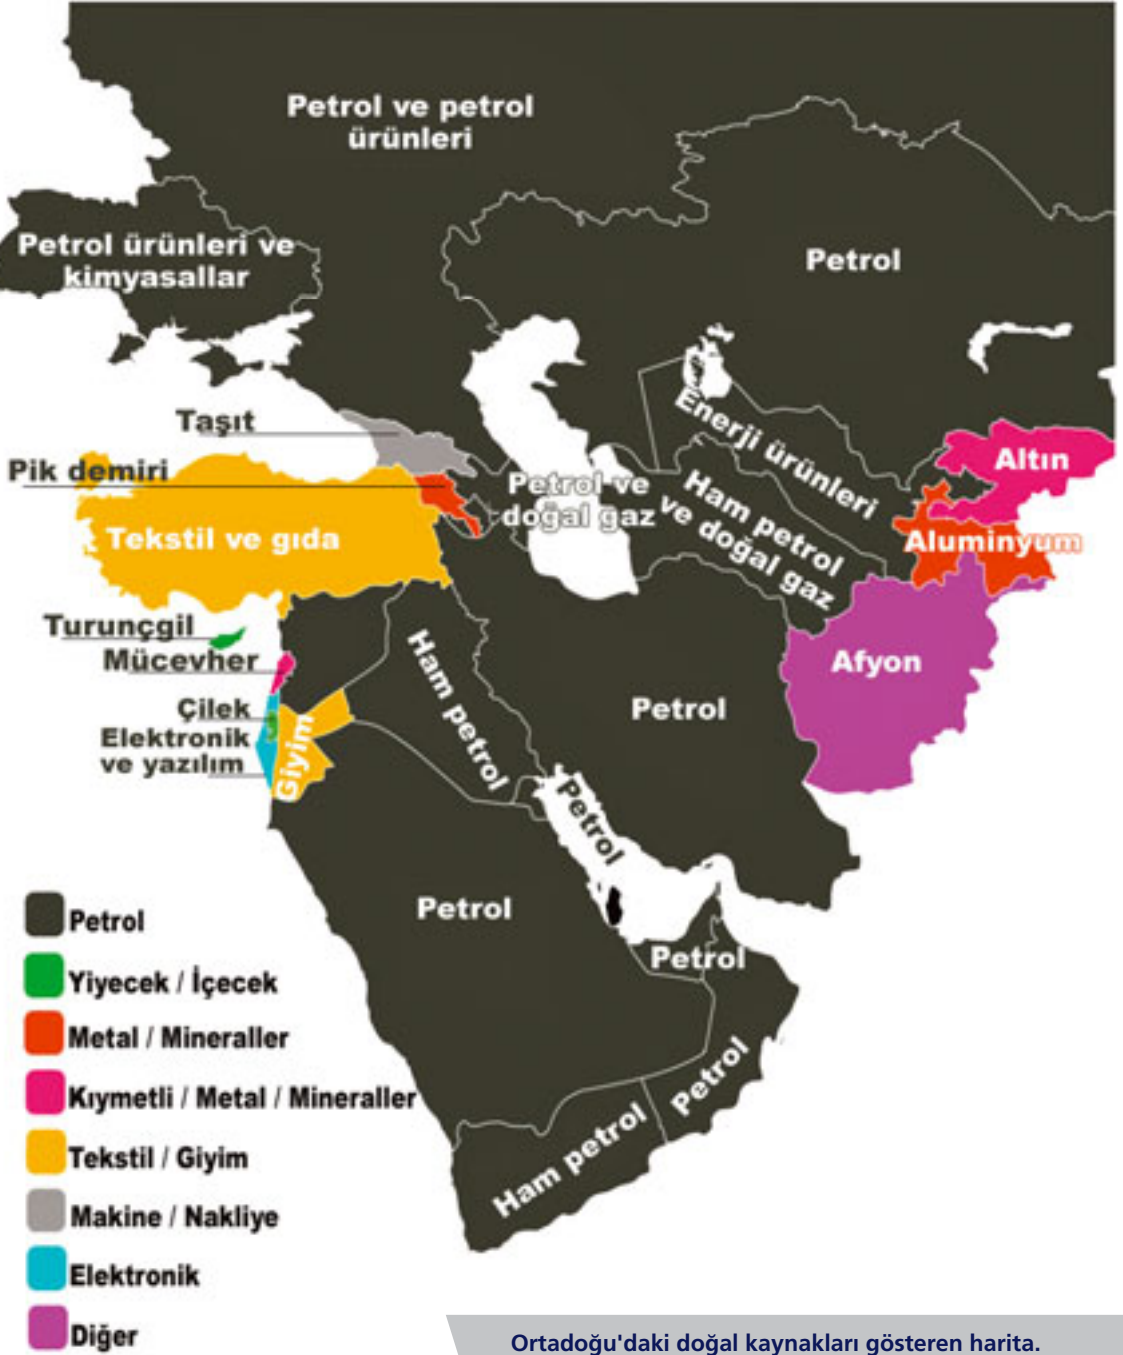 Petrol ve petrol
ürünleri
Petrol ürünleri ve
kimyasallar
Petrol
Taşıt
Enerji ürünleri
Pik demiri
Altın
Petrol ve
doğal gaz
Ham petrol
ve doğal gaz
Tekstil ve gıda
Aluminyum
Turunçgil
Mücevher
Ham petrol
Afyon
Çilek
Petrol
Elektronik
ve yazılım
Giyim
Petrol
Petrol
Petrol
Petrol
Ham petrol
Petrol
Yiyecek / İçecek
Metal / Mineraller
Kıymetli / Metal / Mineraller
Tekstil / Giyim
Makine / Nakliye
Elektronik
Diğer
Ortadoğu'daki doğal kaynakları gösteren harita.